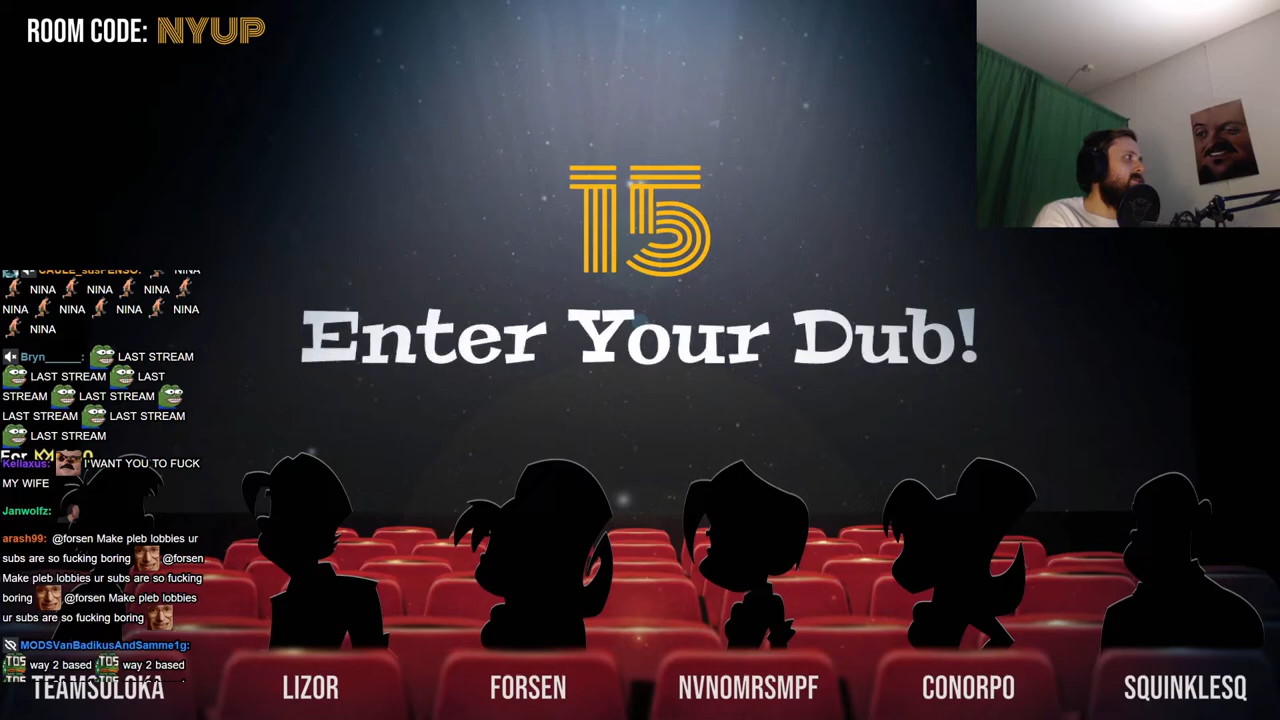 ROOM CODE: NYUP
15
Enter Your Dub!
NINA
NINA NINA NINA
NINA NINA NINA NINA
NINA
Bryn_____: LAST STREAM
LAST STREAM LAST
STREAM LAST STREAM
LAST STREAM LAST STREAM
LAST STREAM
For
Kellaxus: I'WANT YOU TO FUCK
MY WIFE
Janwolfz:
arash99: @forsen Make pleb lobbies ur
subs are so fucking boring @forsen
Make pleb lobbies ur subs are so fucking
boring @forsen Make pleb lobbies
ur subs are so fucking boring
MODSVanBadikusAndSamme1g:
way 2 based way 2 based
TEAMSOLOKA LIZOR FORSEN NVNOMRSMPF CONORPO SQUINKLESQ